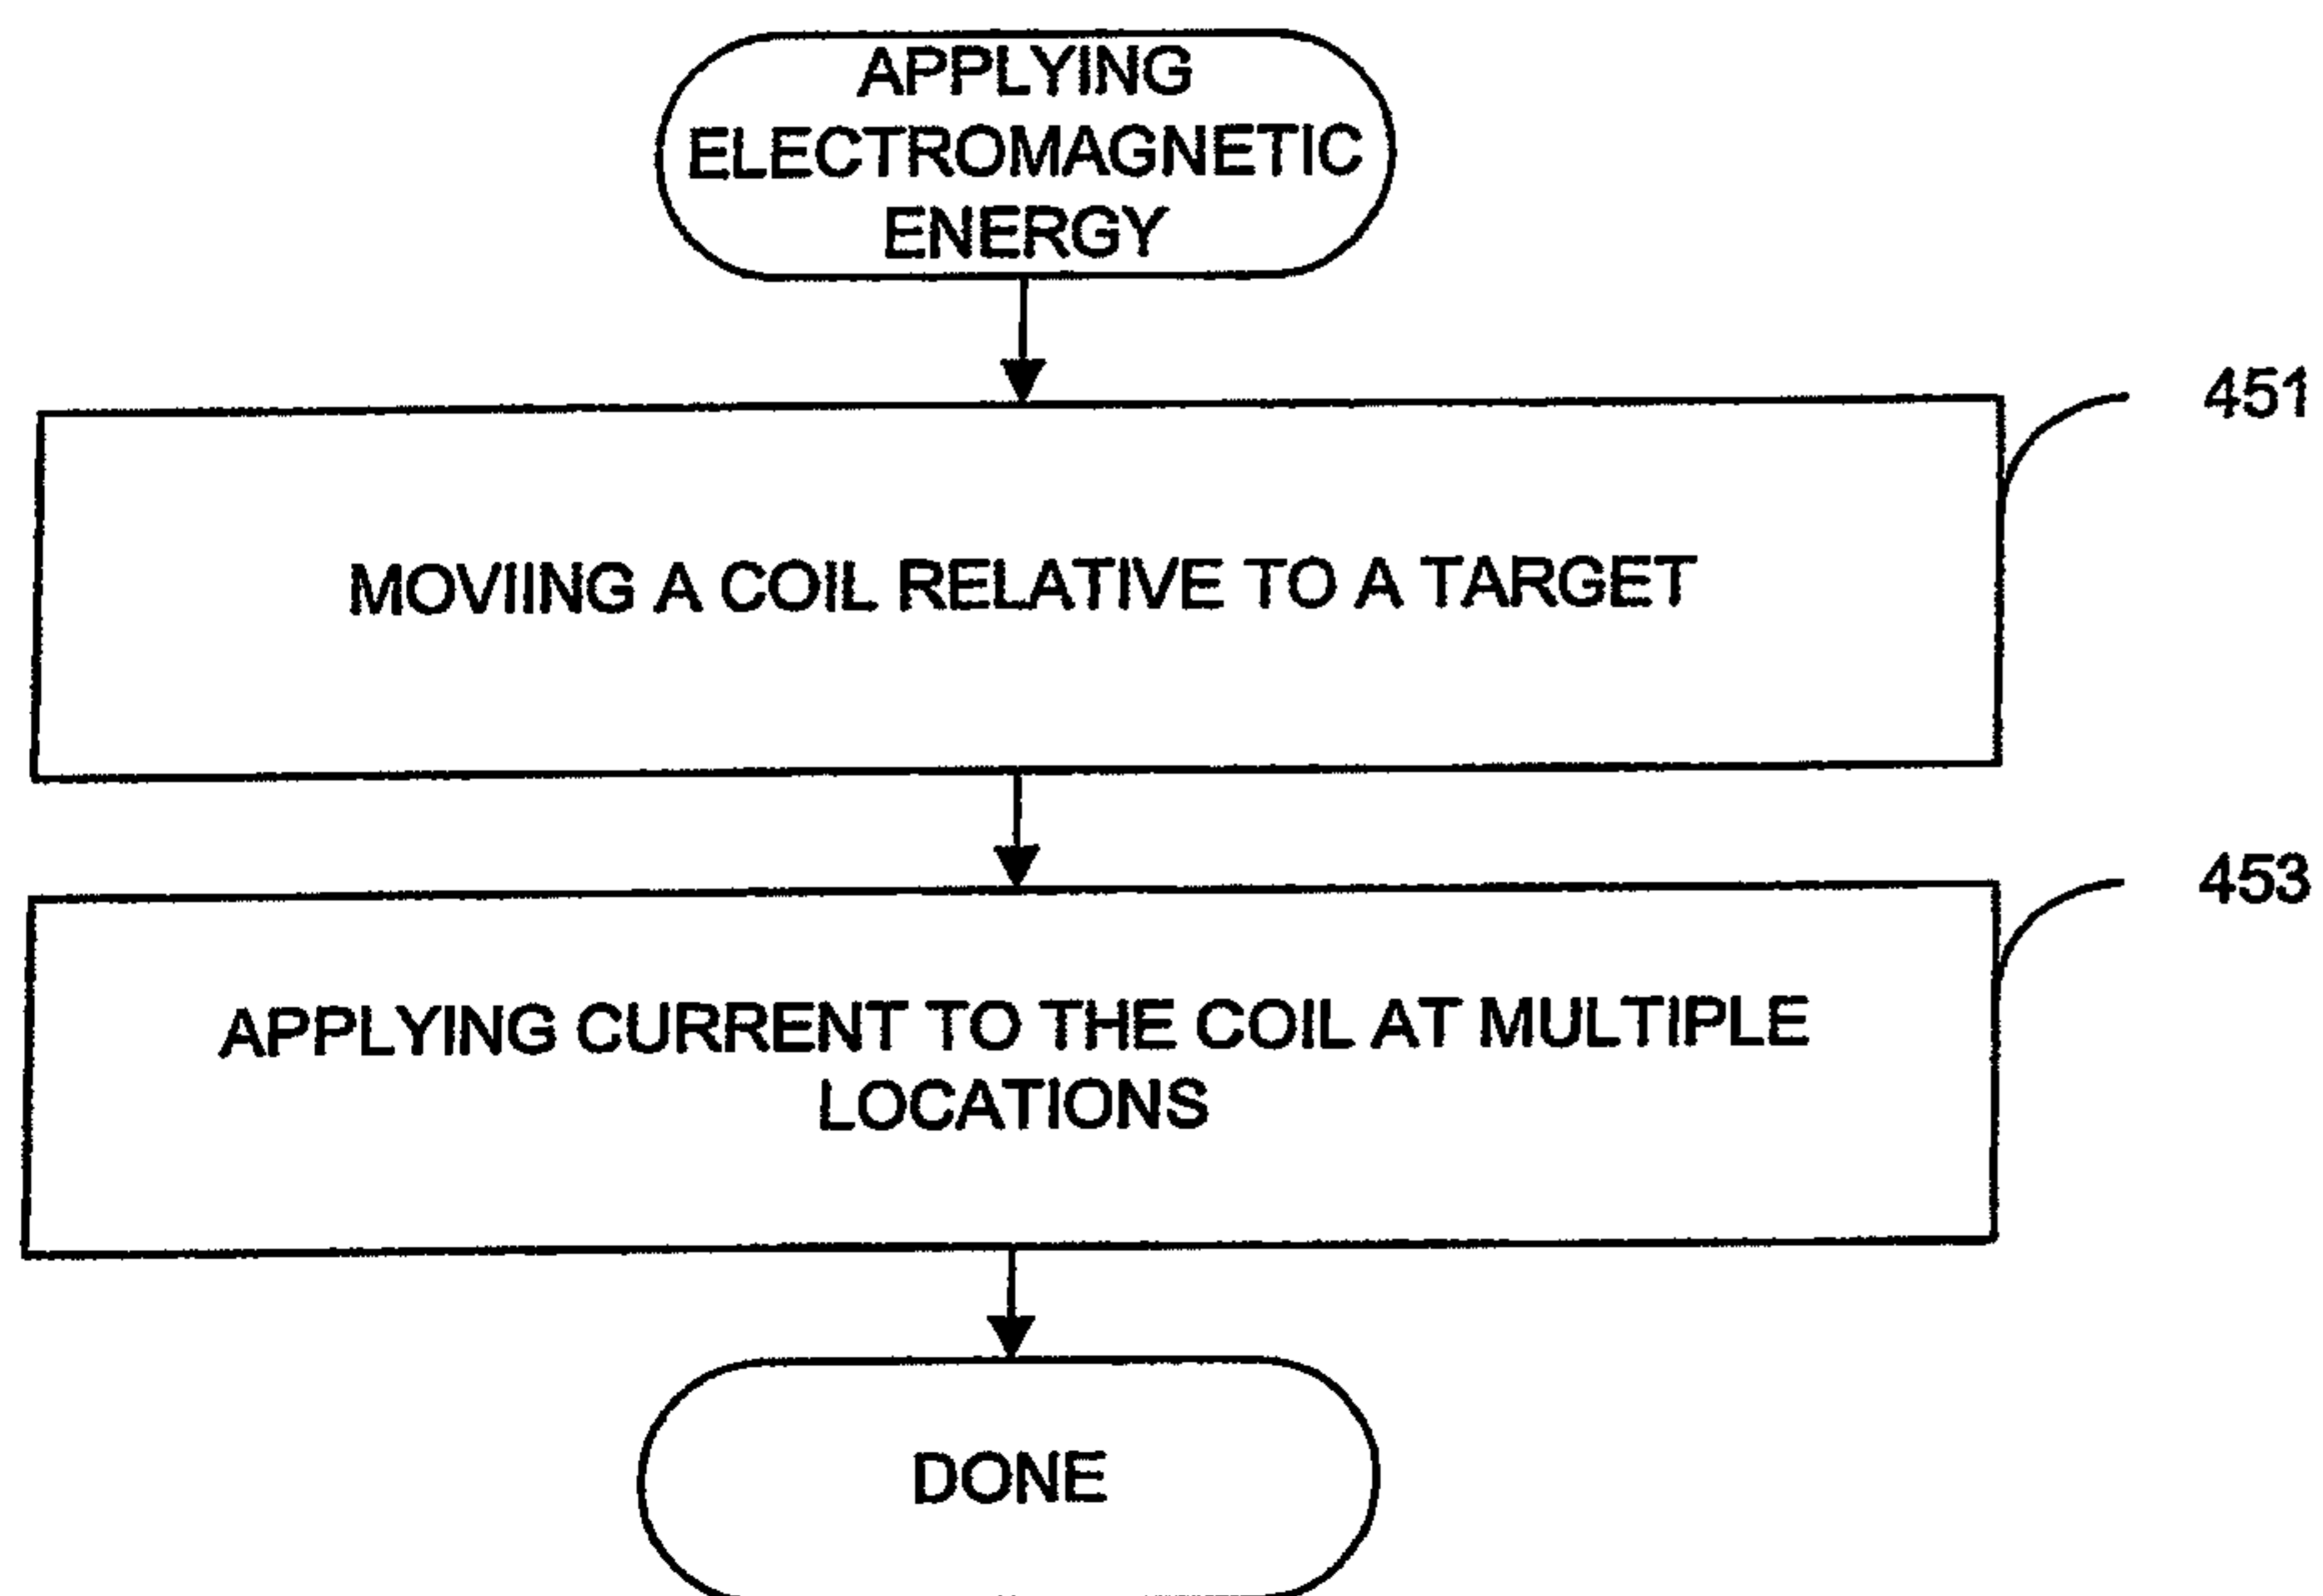 APPLYING
ELECTROMAGNETIC
ENERGY
451
MOVIING A COIL RELATIVE TO A TARGET
453
APPLYING CURRENT TO THE COIL AT MULTIPLE
LOCATIONS
DONE